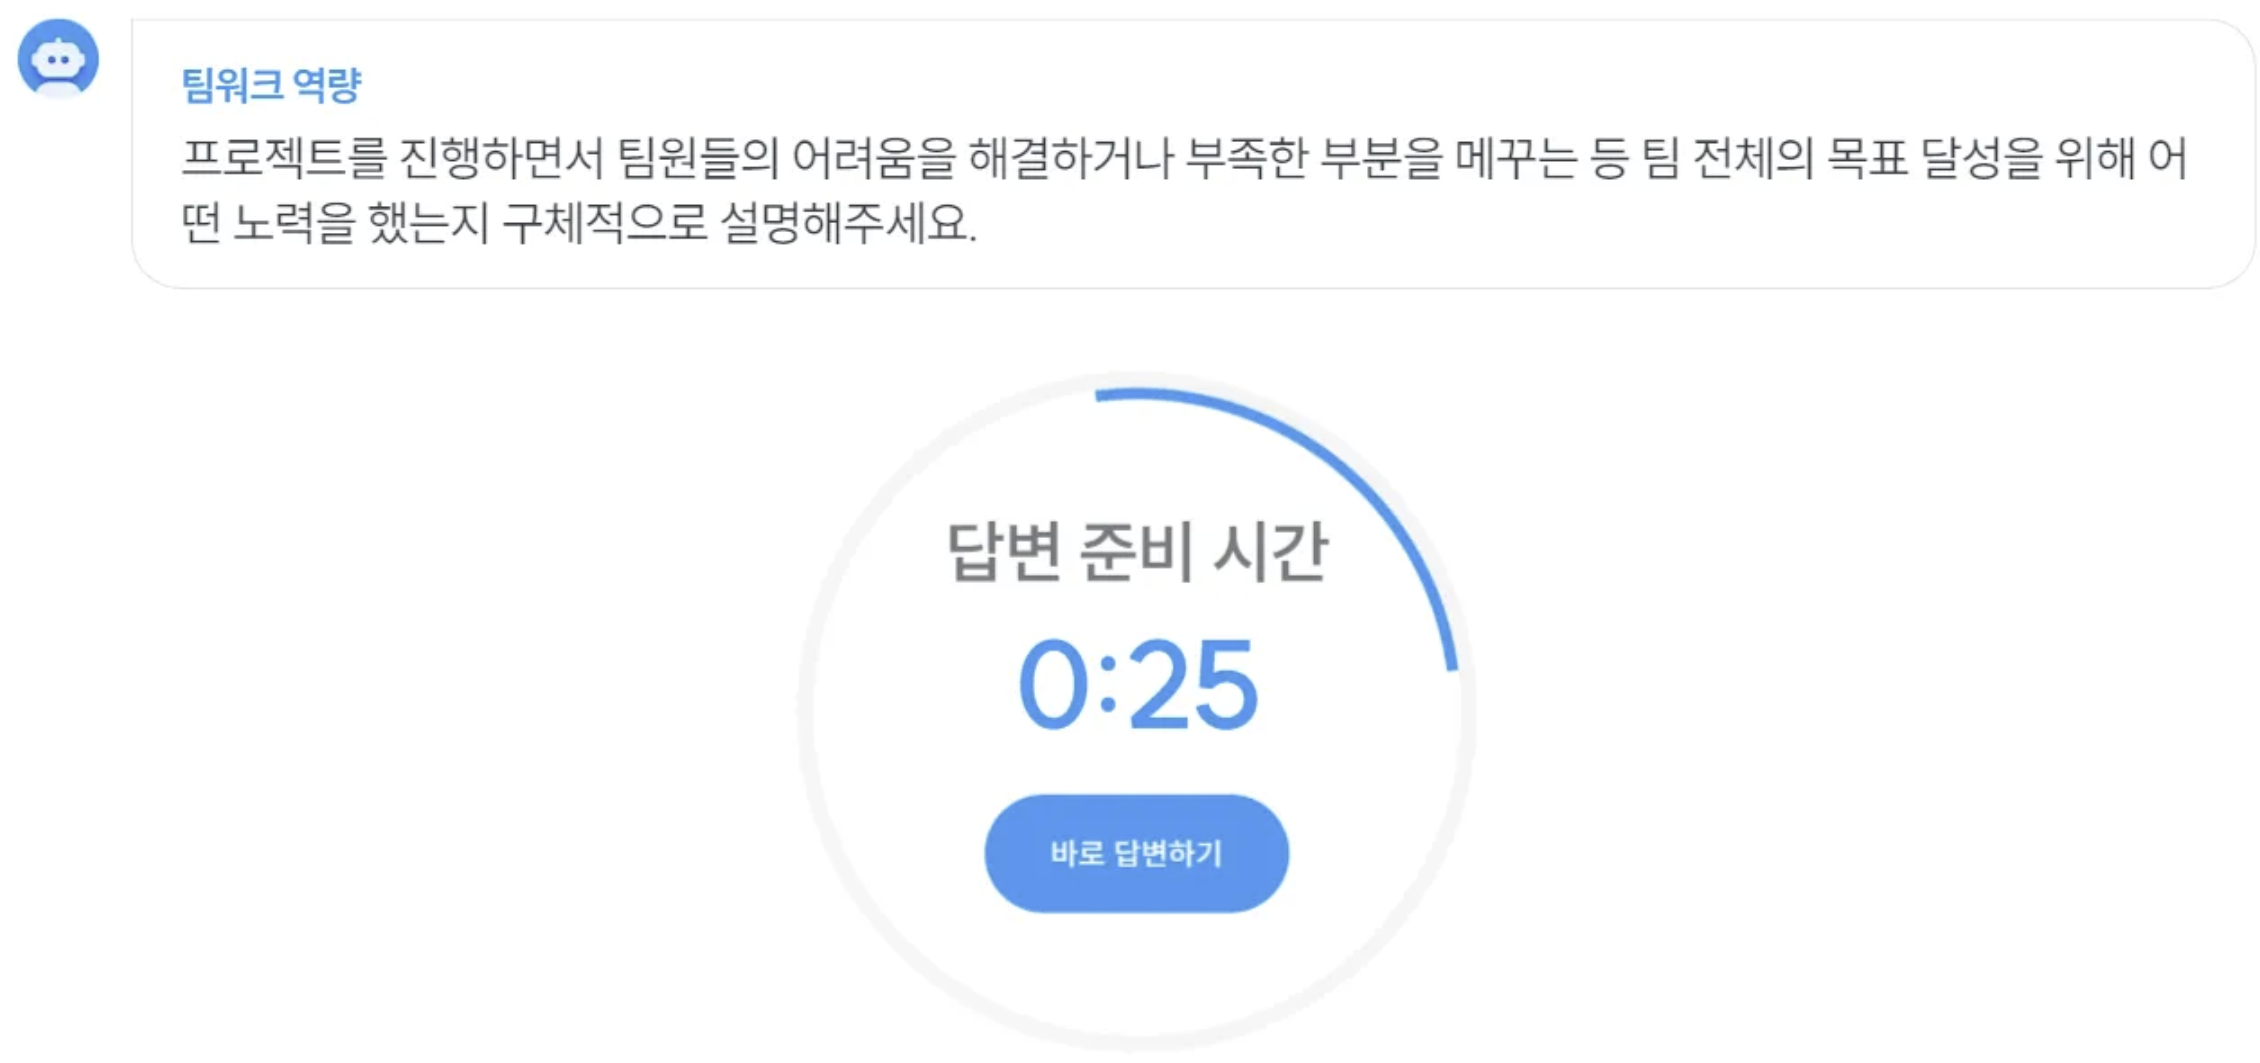 팀워크 역량
프로젝트를 진행하면서 팀원들의 어려움을 해결하거나 부족한 부분을 메꾸는 등 팀 전체의 목표 달성을 위해 어
떤 노력을 했는지 구체적으로 설명해주세요.
답변 준비 시간
0:25
바로 답변하기